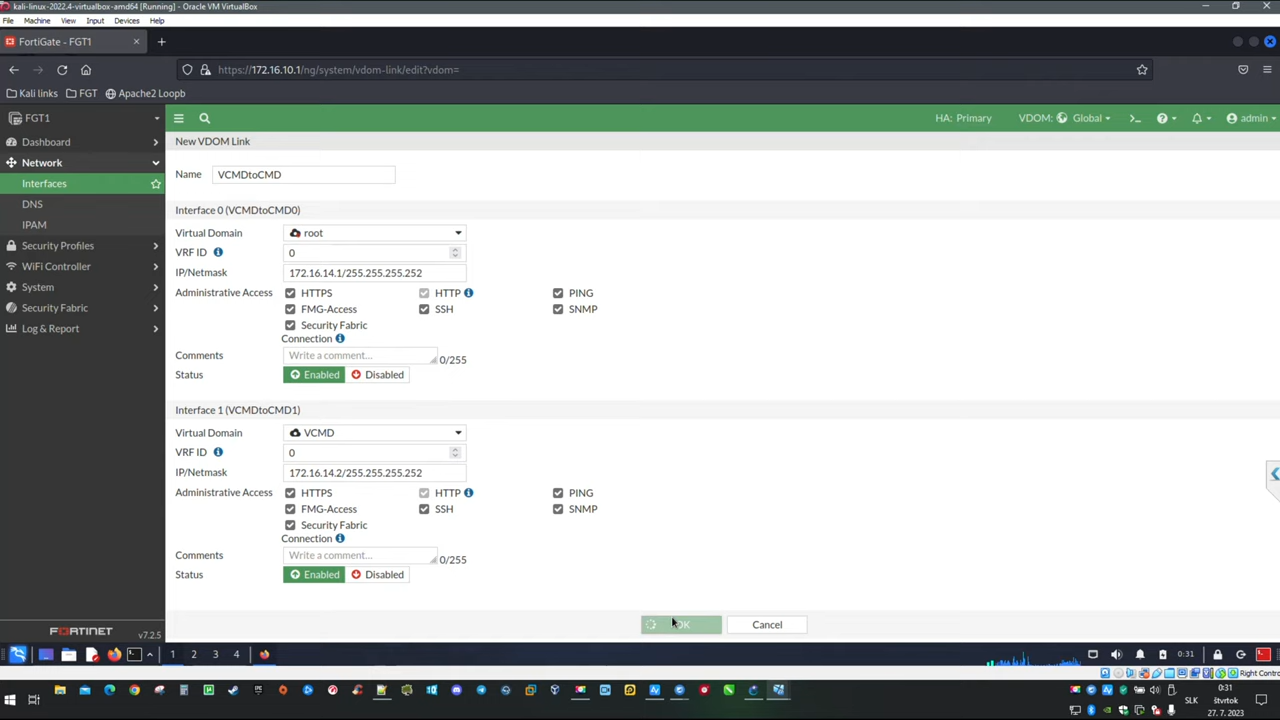 kali-linux-2022.4-virtualbox-amd64 [Running] - Oracle VM VirtualBox
File Machine View Input Devices Help
FortiGate - FGT1
https://172.16.10.1/ng/system/vdom-link/edit?vdom=
Kali links FGT Apache2 Loopb
FGT1
HA: Primary VDOM: Global admin
Dashboard
Network
Interfaces
DNS
IPAM
Security Profiles
WiFi Controller
System
Security Fabric
Log & Report
New VDOM Link
Name VCMDtoCMD
Interface 0 (VCMDtoCMD0)
Virtual Domain root
VRF ID 0
IP/Netmask 172.16.14.1/255.255.255.252
Administrative Access HTTPS HTTP PING
FMG-Access SSH SNMP
Security Fabric
Connection
Comments Write a comment... 0/255
Status Enabled Disabled
Interface 1 (VCMDtoCMD1)
Virtual Domain VCMD
VRF ID 0
IP/Netmask 172.16.14.2/255.255.255.252
Administrative Access HTTPS HTTP PING
FMG-Access SSH SNMP
Security Fabric
Connection
Comments Write a comment... 0/255
Status Enabled Disabled
OK Cancel
FORTINET v7.2.5
1 2 3 4 0:31
Right Control
0:31
SLK štvrtok
27. 7. 2023